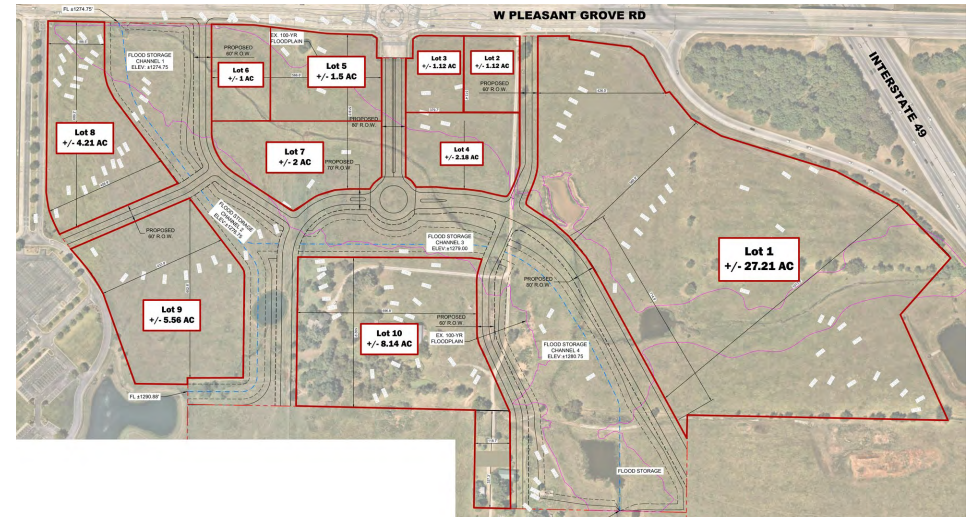 W PLEASANT GROVE RD
INTERSTATE 49
FL ±1274.75'
FLOOD STORAGE
CHANNEL 1
ELEV: ±1274.75
PROPOSED
60' R.O.W.
EX. 100-YR
FLOODPLAIN
Lot 6
+/- 1 AC
Lot 5
+/- 1.5 AC
Lot 3
+/- 1.12 AC
Lot 2
+/- 1.12 AC
PROPOSED
60' R.O.W.
PROPOSED
60' R.O.W.
Lot 8
+/- 4.21 AC
Lot 7
+/- 2 AC
PROPOSED
70' R.O.W.
Lot 4
+/- 2.18 AC
FLOOD STORAGE
CHANNEL 2
PROPOSED
60' R.O.W.
FLOOD STORAGE
CHANNEL 3
ELEV:±1279.00
Lot 1
+/- 27.21 AC
PROPOSED
Lot 9
+/- 5.56 AC
PROPOSED
60' R.O.W.
Lot 10
+/- 8.14 AC
EX. 100-YR
FLOODPLAIN
FLOOD STORAGE
CHANNEL 4
ELEV:±1280.75
FL ±1290.88'
FLOOD STORAGE